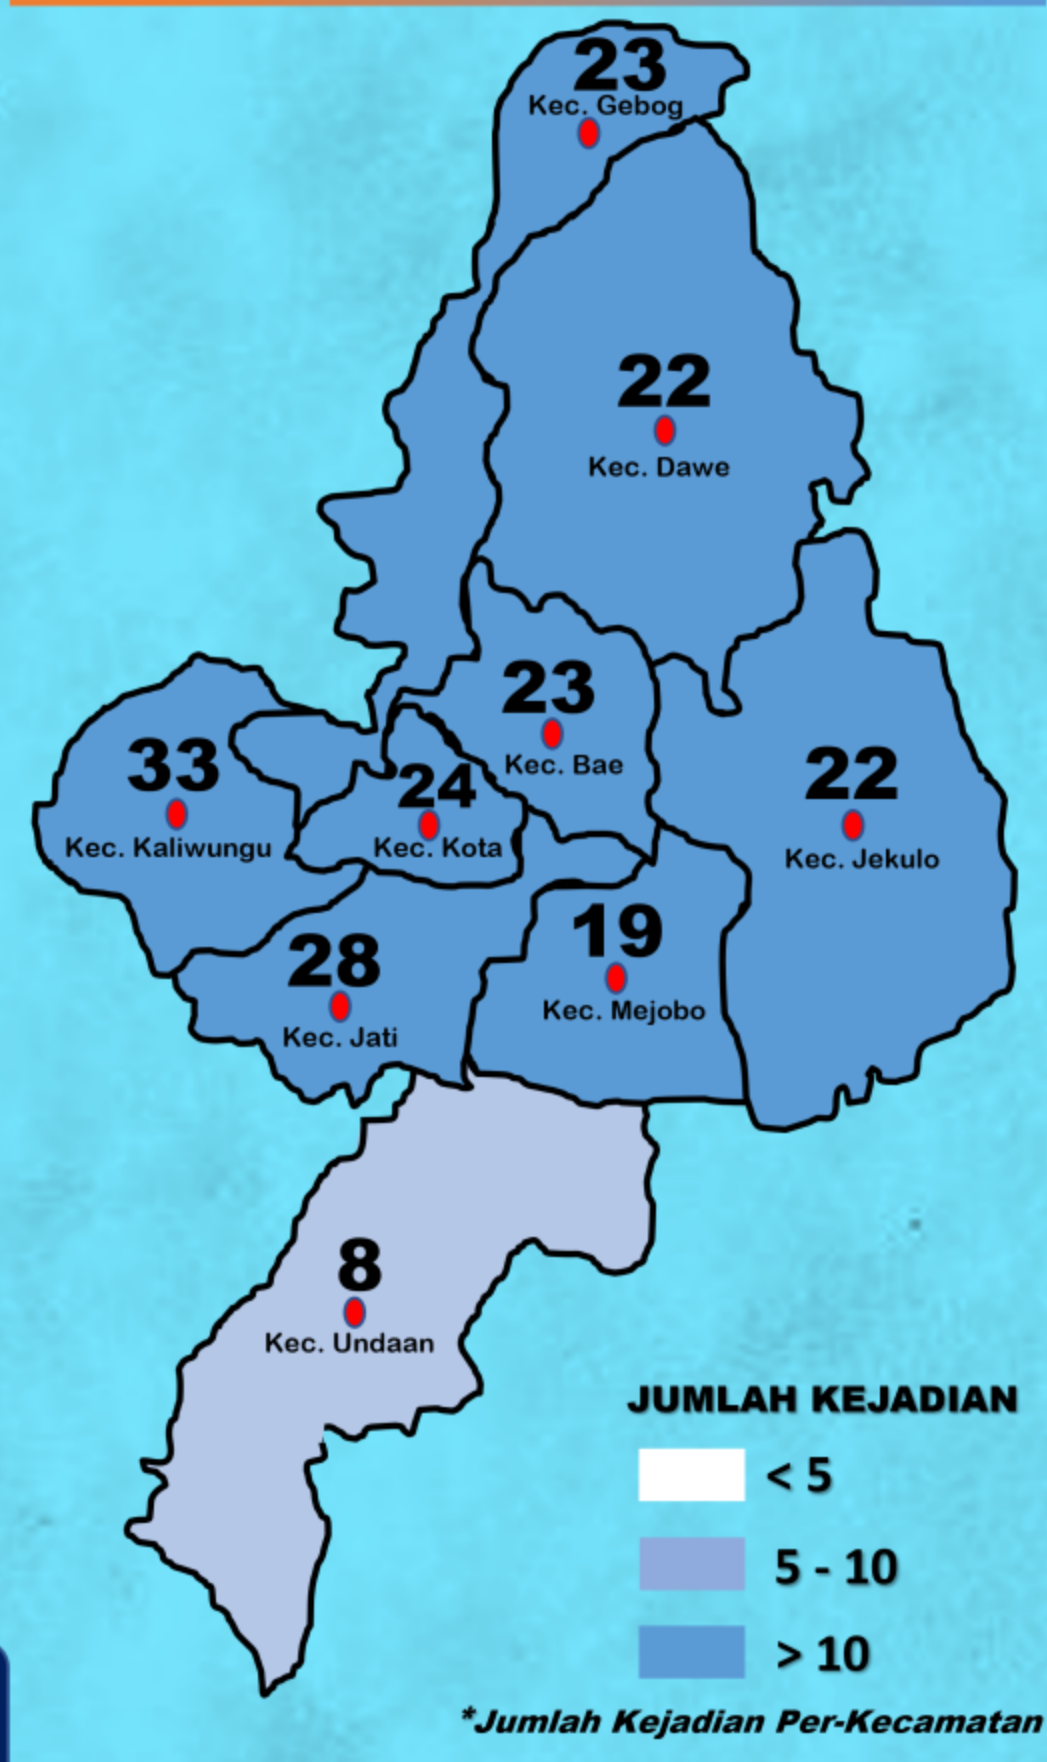 23
Kec. Gebog
22
Kec. Dawe
23
Kec. Bae
33
Kec. Kaliwungu
24
Kec. Kota
22
Kec. Jekulo
28
Kec. Jati
19
Kec. Mejobo
8
Kec. Undaan
JUMLAH KEJADIAN
< 5
5 - 10
> 10
*Jumlah Kejadian Per-Kecamatan